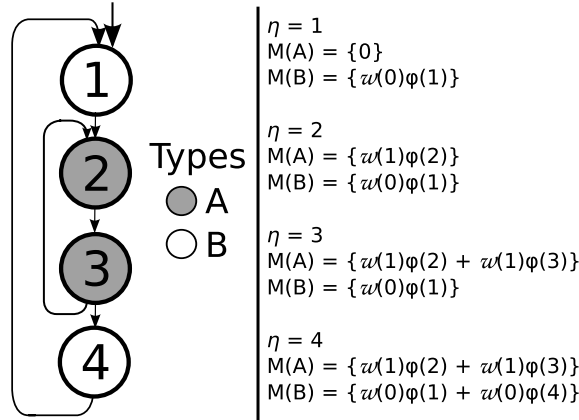 1
2
3
4
Types
A
B
η = 1
M(A) = {0}
M(B) = {w(0)φ(1)}
η = 2
M(A) = {w(1)φ(2)}
M(B) = {w(0)φ(1)}
η = 3
M(A) = {w(1)φ(2) + w(1)φ(3)}
M(B) = {w(0)φ(1)}
η = 4
M(A) = {w(1)φ(2) + w(1)φ(3)}
M(B) = {w(0)φ(1) + w(0)φ(4)}